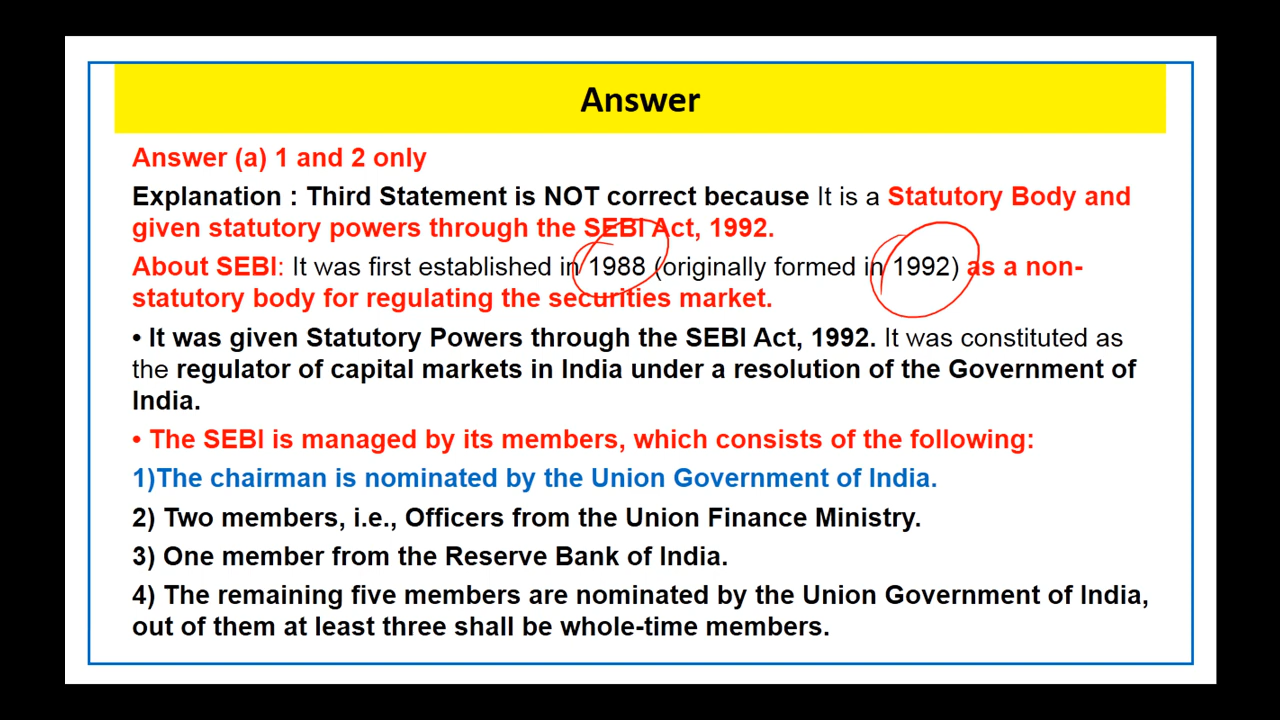 Answer
Answer (a) 1 and 2 only
Explanation : Third Statement is NOT correct because It is a Statutory Body and
given statutory powers through the SEBI Act, 1992.
About SEBI: It was first established in 1988 (originally formed in 1992) as a non-
statutory body for regulating the securities market.
• It was given Statutory Powers through the SEBI Act, 1992. It was constituted as
the regulator of capital markets in India under a resolution of the Government of
India.
• The SEBI is managed by its members, which consists of the following:
1)The chairman is nominated by the Union Government of India.
2) Two members, i.e., Officers from the Union Finance Ministry.
3) One member from the Reserve Bank of India.
4) The remaining five members are nominated by the Union Government of India,
out of them at least three shall be whole-time members.